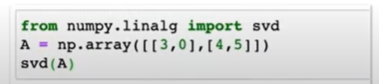 from numpy.linalg import svd
A = np.array([[3,0],[4,5]])
svd(A)